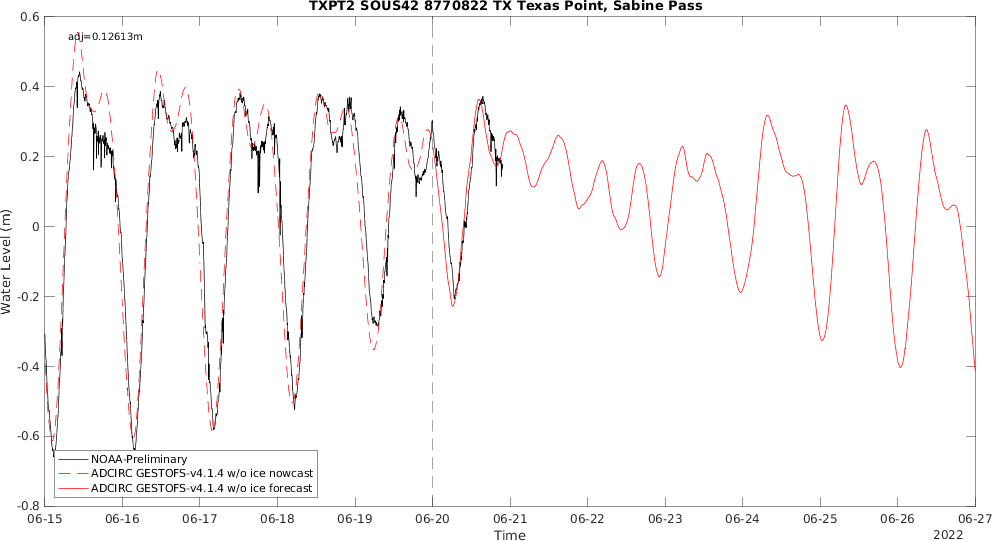 TXPT2 SOUS42 8770822 TX Texas Point, Sabine Pass
adj=0.12613m
0.6
0.4
0.2
0
-0.2
-0.4
-0.6
-0.8
Water Level (m)
NOAA-Preliminary
ADCIRC GESTOFS-v4.1.4 w/o ice nowcast
ADCIRC GESTOFS-v4.1.4 w/o ice forecast
06-15 06-16 06-17 06-18 06-19 06-20 06-21 06-22 06-23 06-24 06-25 06-26 06-27
Time
2022